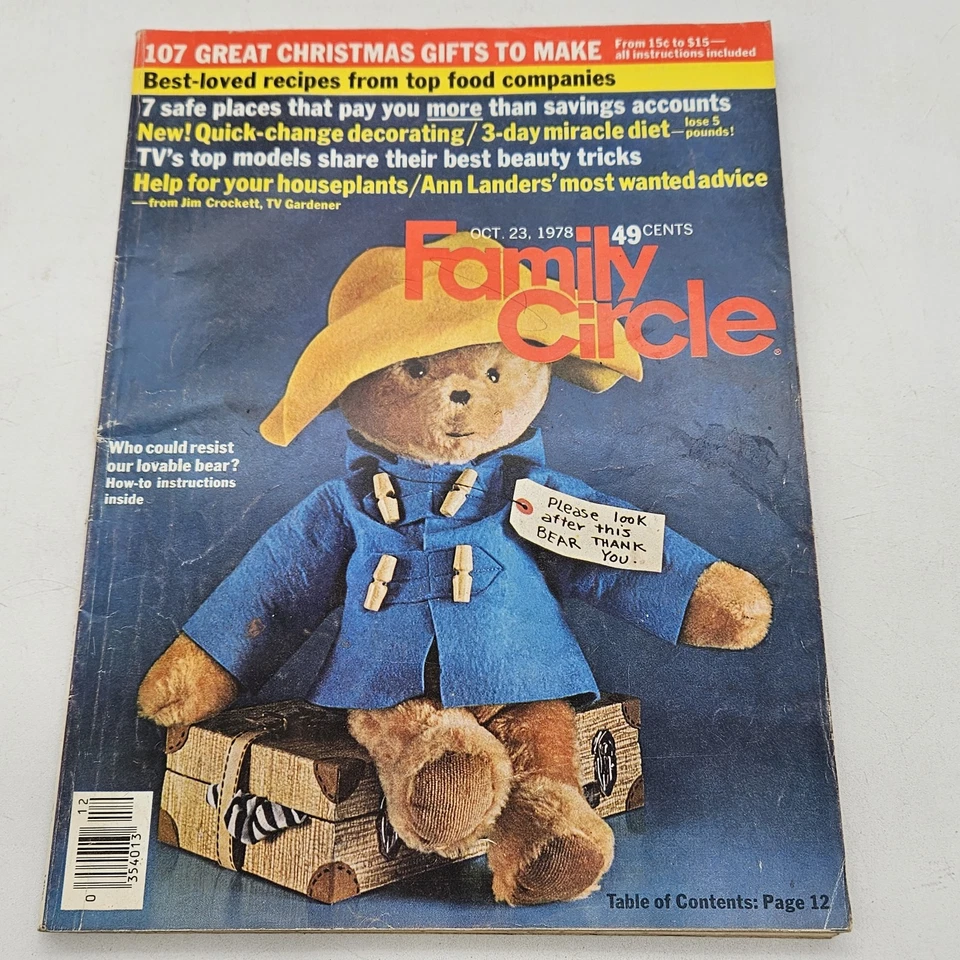 107 GREAT CHRISTMAS GIFTS TO MAKE From 15¢ to $15—
all instructions included
Best-loved recipes from top food companies
7 safe places that pay you more than savings accounts
New! Quick-change decorating/3-day miracle diet—lose 5
pounds!
TV's top models share their best beauty tricks
Help for your houseplants/Ann Landers' most wanted advice
—from Jim Crockett, TV Gardener
OCT. 23, 1978 49 CENTS
Family
Circle®
Who could resist
our lovable bear?
How-to instructions
inside
Please look
after this
BEAR THANK
YOU.
12
0 354013
Table of Contents: Page 12